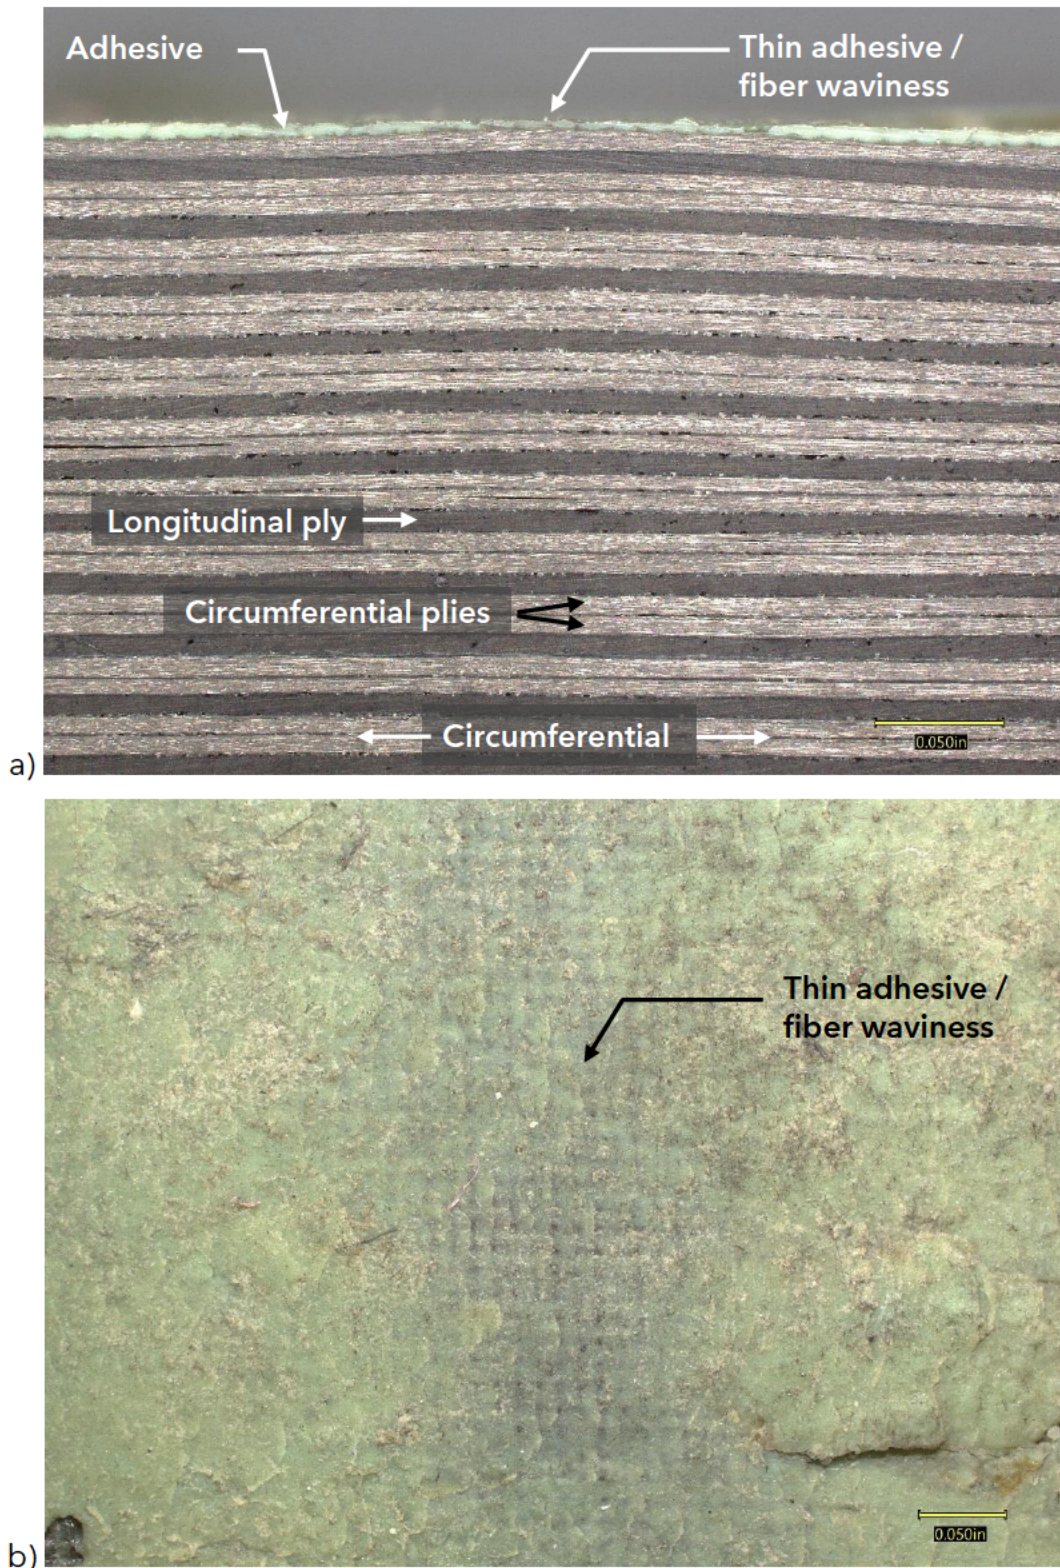 Adhesive
Thin adhesive /
fiber waviness
Longitudinal ply
Circumferential plies
Circumferential
0.050in
a)
Thin adhesive /
fiber waviness
0.050in
b)